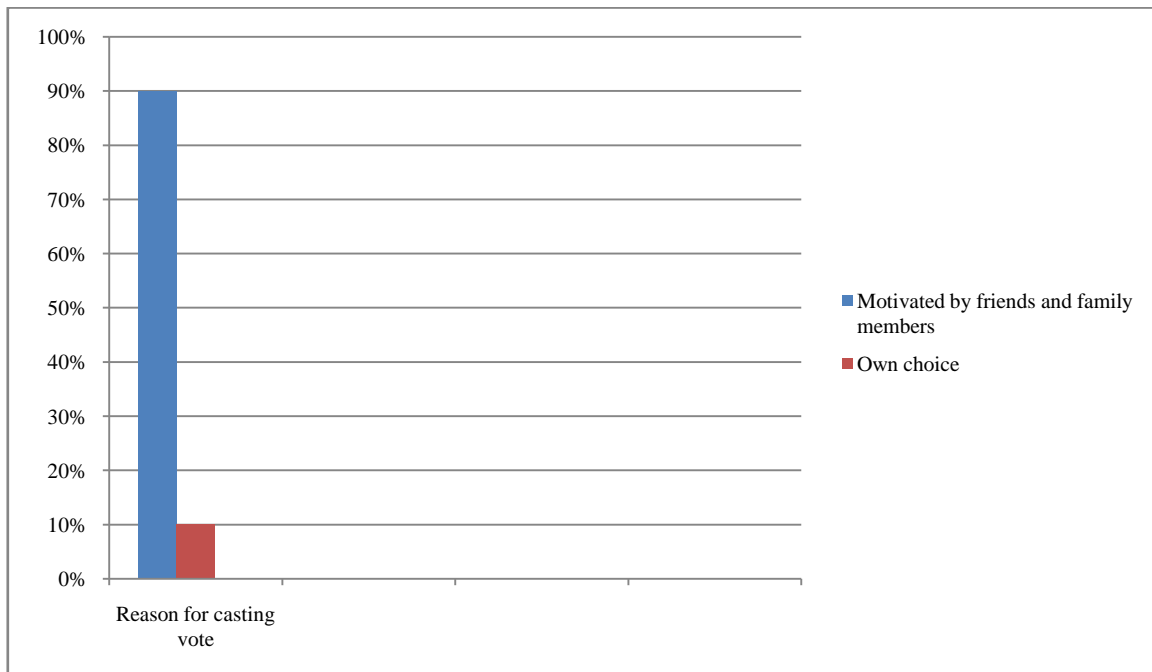 100%
90%
80%
70%
60%
50%
40%
30%
20%
10%
0%
Reason for casting
vote
Motivated by friends and family
members
Own choice